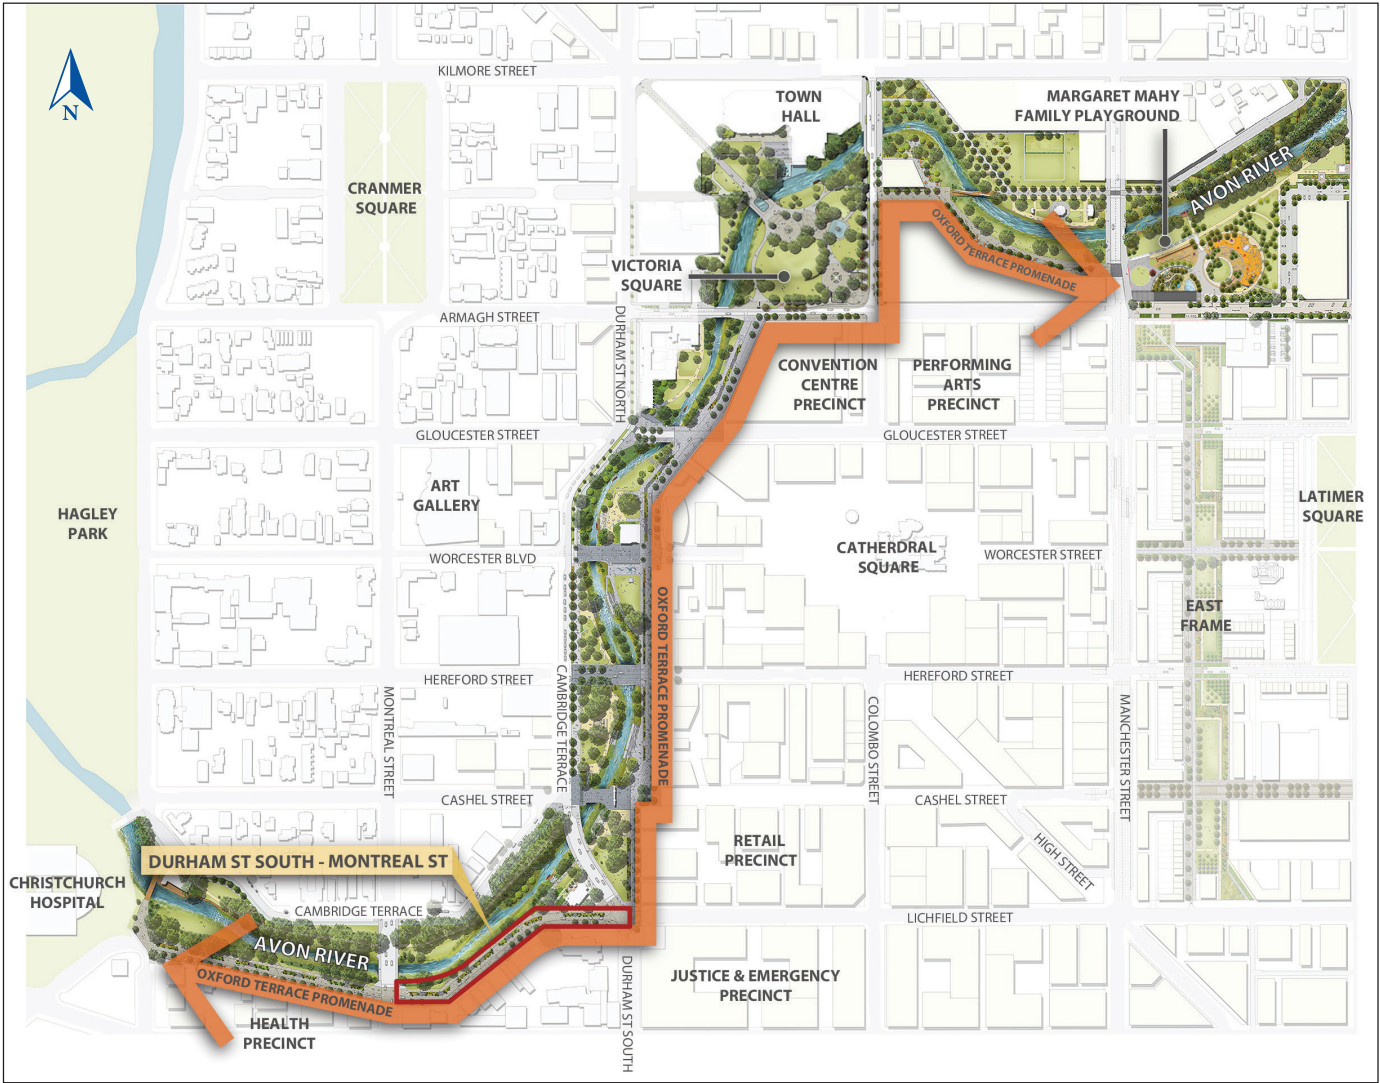 KILMORE STREET
N
TOWN
HALL
MARGARET MAHY
FAMILY PLAYGROUND
CRANMER
SQUARE
AVON RIVER
OXFORD TERRACE PROMENADE
VICTORIA
SQUARE
ARMAGH STREET
DURHAM ST NORTH
CONVENTION
CENTRE
PRECINCT
PERFORMING
ARTS
PRECINCT
GLOUCESTER STREET
GLOUCESTER STREET
ART
GALLERY
HAGLEY
PARK
LATIMER
SQUARE
CATHERDRAL
SQUARE
WORCESTER BLVD
WORCESTER STREET
EAST
FRAME
OXFORD TERRACE PROMENADE
HEREFORD STREET
HEREFORD STREET
CAMBRIDGE TERRACE
MONTREAL STREET
COLOMBO STREET
MANCHESTER STREET
CASHEL STREET
CASHEL STREET
RETAIL
PRECINCT
HIGH STREET
DURHAM ST SOUTH - MONTREAL ST
CHRISTCHURCH
HOSPITAL
CAMBRIDGE TERRACE
LICHFIELD STREET
AVON RIVER
OXFORD TERRACE PROMENADE
JUSTICE & EMERGENCY
PRECINCT
DURHAM ST SOUTH
HEALTH
PRECINCT